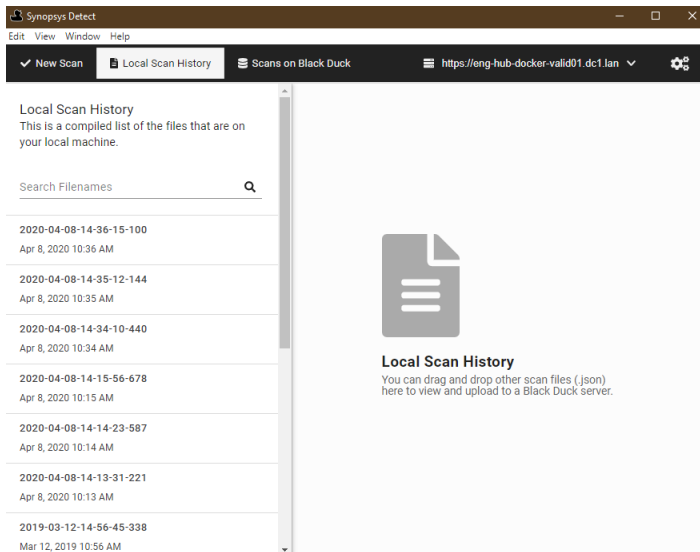 Synopsys Detect
Edit View Window Help
New Scan Local Scan History Scans on Black Duck https://eng-hub-docker-valid01.dc1.lan
Local Scan History
This is a compiled list of the files that are on
your local machine.
Search Filenames
2020-04-08-14-36-15-100
Apr 8, 2020 10:36 AM
2020-04-08-14-35-12-144
Apr 8, 2020 10:35 AM
2020-04-08-14-34-10-440
Apr 8, 2020 10:34 AM
2020-04-08-14-15-56-678
Apr 8, 2020 10:15 AM
2020-04-08-14-14-23-587
Apr 8, 2020 10:14 AM
2020-04-08-14-13-31-221
Apr 8, 2020 10:13 AM
2019-03-12-14-56-45-338
Mar 12, 2019 10:56 AM
Local Scan History
You can drag and drop other scan files (.json)
here to view and upload to a Black Duck server.